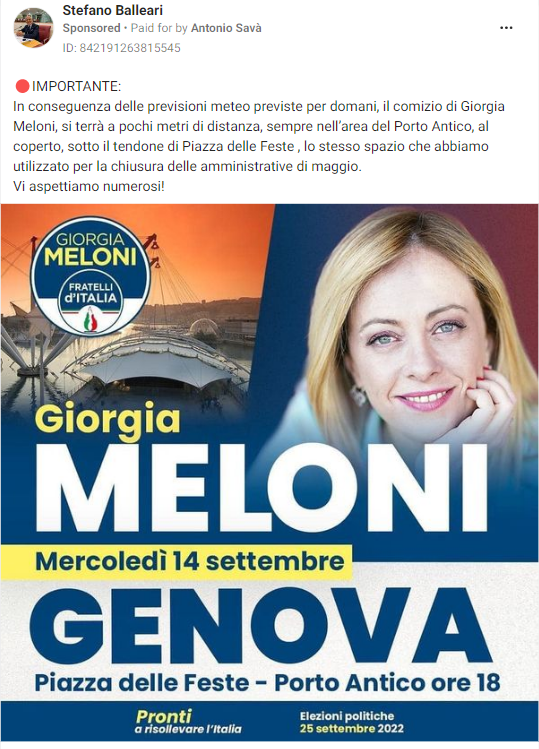 Stefano Balleari
Sponsored • Paid for by Antonio Savà
ID: 842191263815545
🔴IMPORTANTE:
In conseguenza delle previsioni meteo previste per domani, il comizio di Giorgia
Meloni, si terrà a pochi metri di distanza, sempre nell'area del Porto Antico, al
coperto, sotto il tendone di Piazza delle Feste , lo stesso spazio che abbiamo
utilizzato per la chiusura delle amministrative di maggio.
Vi aspettiamo numerosi!
GIORGIA
MELONI
FRATELLI
d'ITALIA
Giorgia
MELONI
Mercoledì 14 settembre
GENOVA
Piazza delle Feste - Porto Antico ore 18
Pronti
a risollevare l'Italia
Elezioni politiche
25 settembre 2022